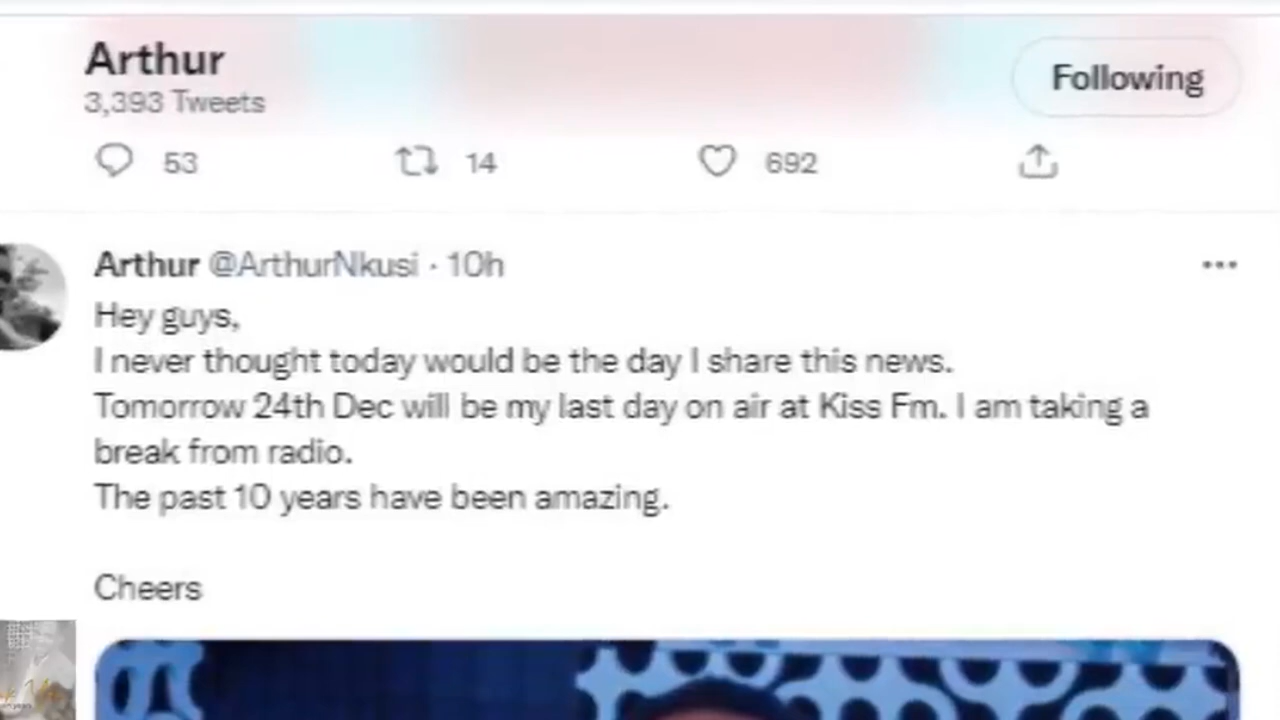 Arthur
3,393 Tweets
Following
53 14 692
Arthur @ArthurNkusi · 10h
Hey guys,
I never thought today would be the day I share this news.
Tomorrow 24th Dec will be my last day on air at Kiss Fm. I am taking a
break from radio.
The past 10 years have been amazing.
Cheers